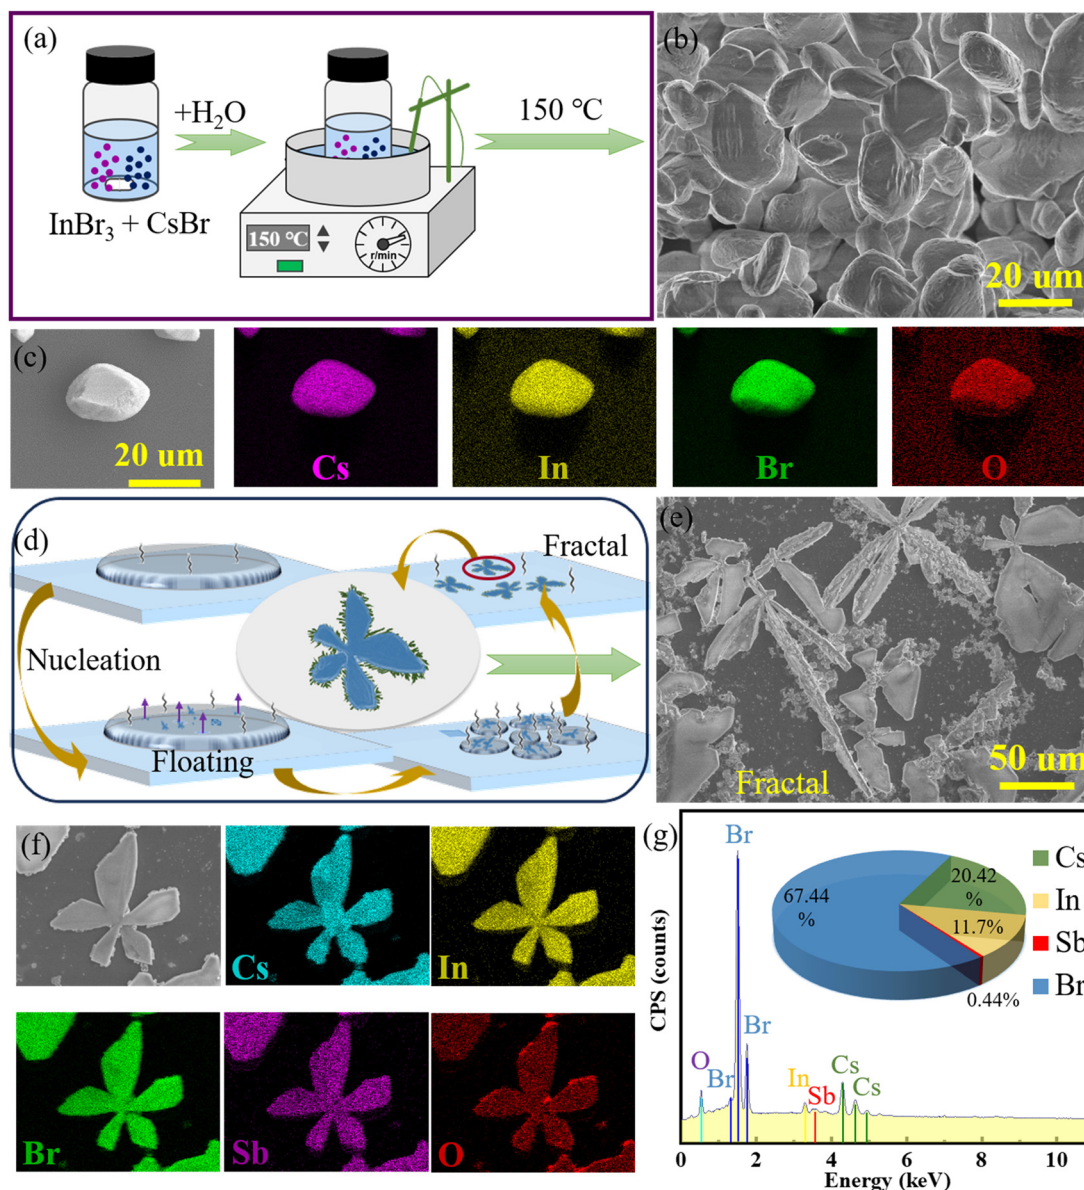 (a)
+H₂O
150 ℃
InBr₃ + CsBr
150 ℃
r/min
(b)
20 um
(c)
20 um
Cs
In
Br
O
(d)
Fractal
Nucleation
Floating
(e)
Fractal
50 um
(f)
Cs
In
Br
Sb
O
(g)
CPS (counts)
Br
Br
O
Br
In
Sb
Cs
Cs
67.44
%
20.42
%
11.7%
0.44%
Cs
In
Sb
Br
0
2
4
6
8
10
Energy (keV)